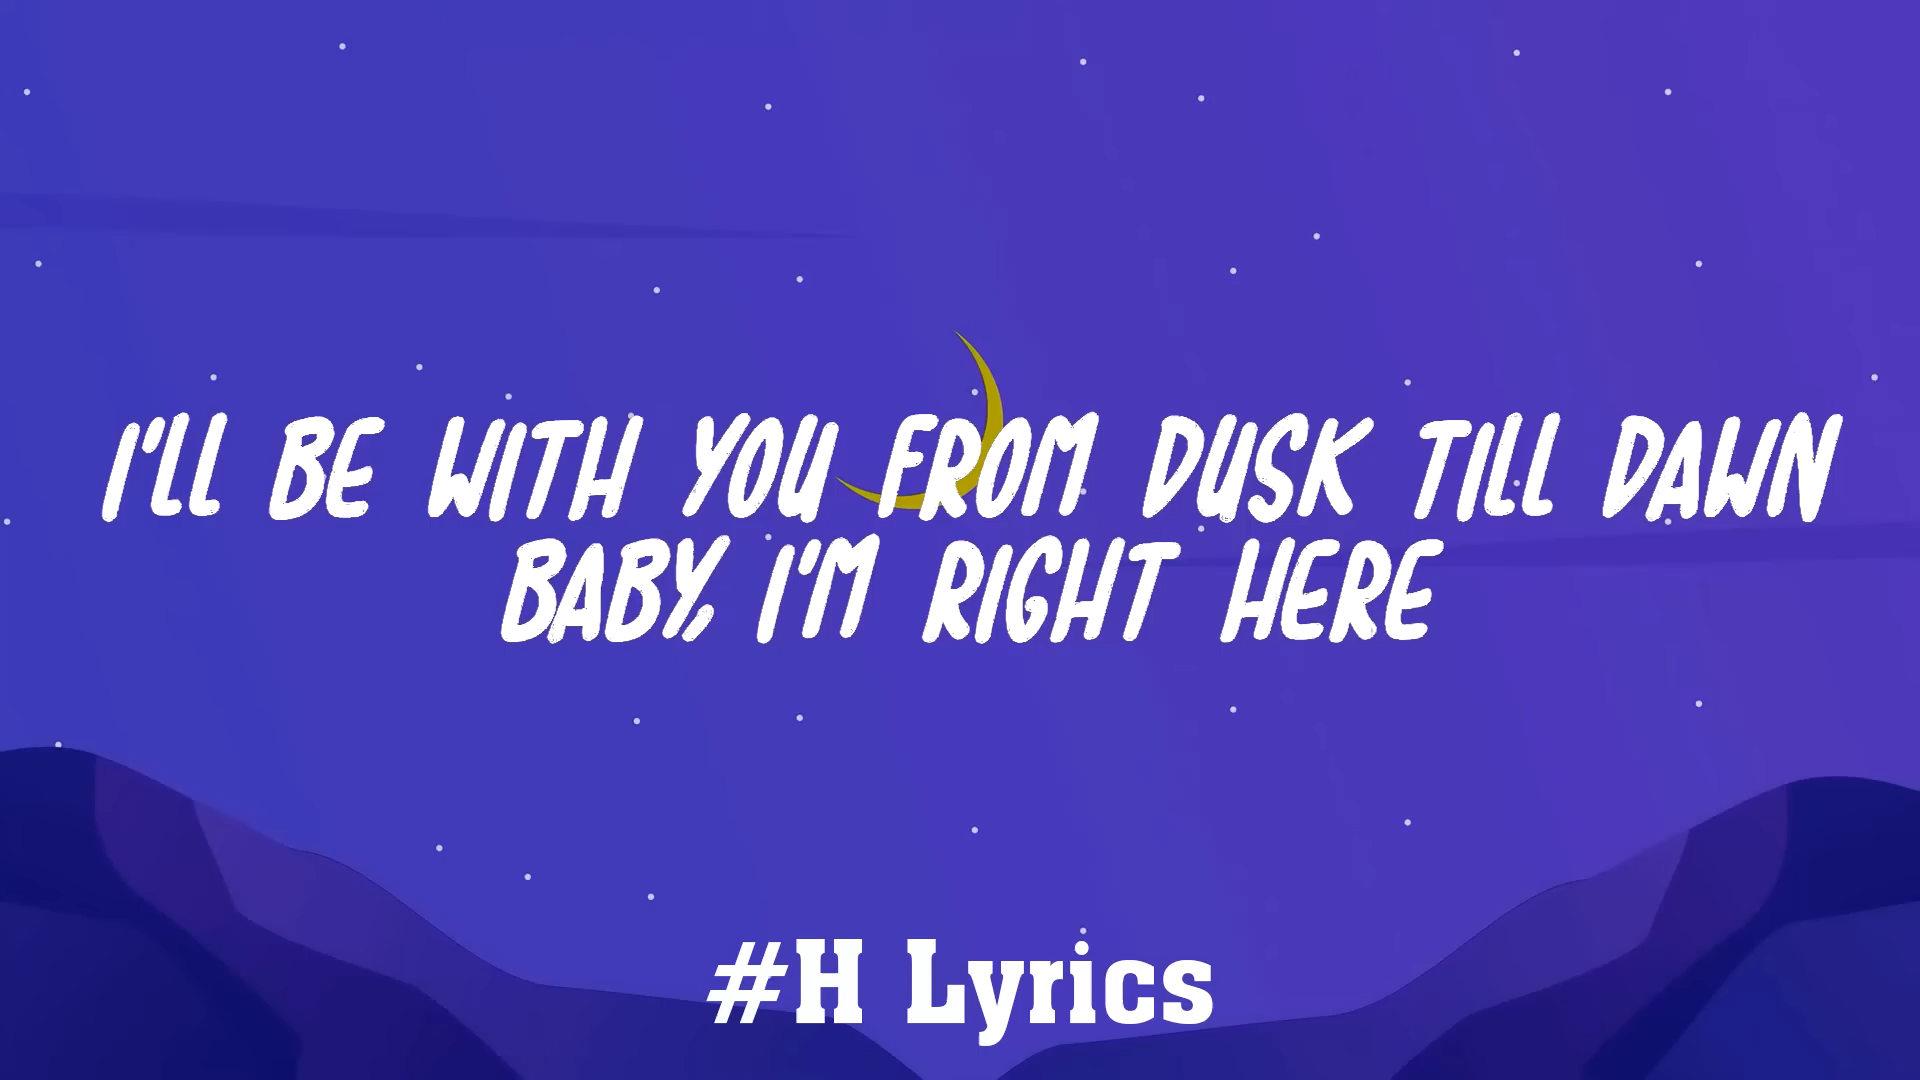 I'LL BE WITH YOU FROM DUSK TILL DAWN
BABY, I'M RIGHT HERE
#H Lyrics